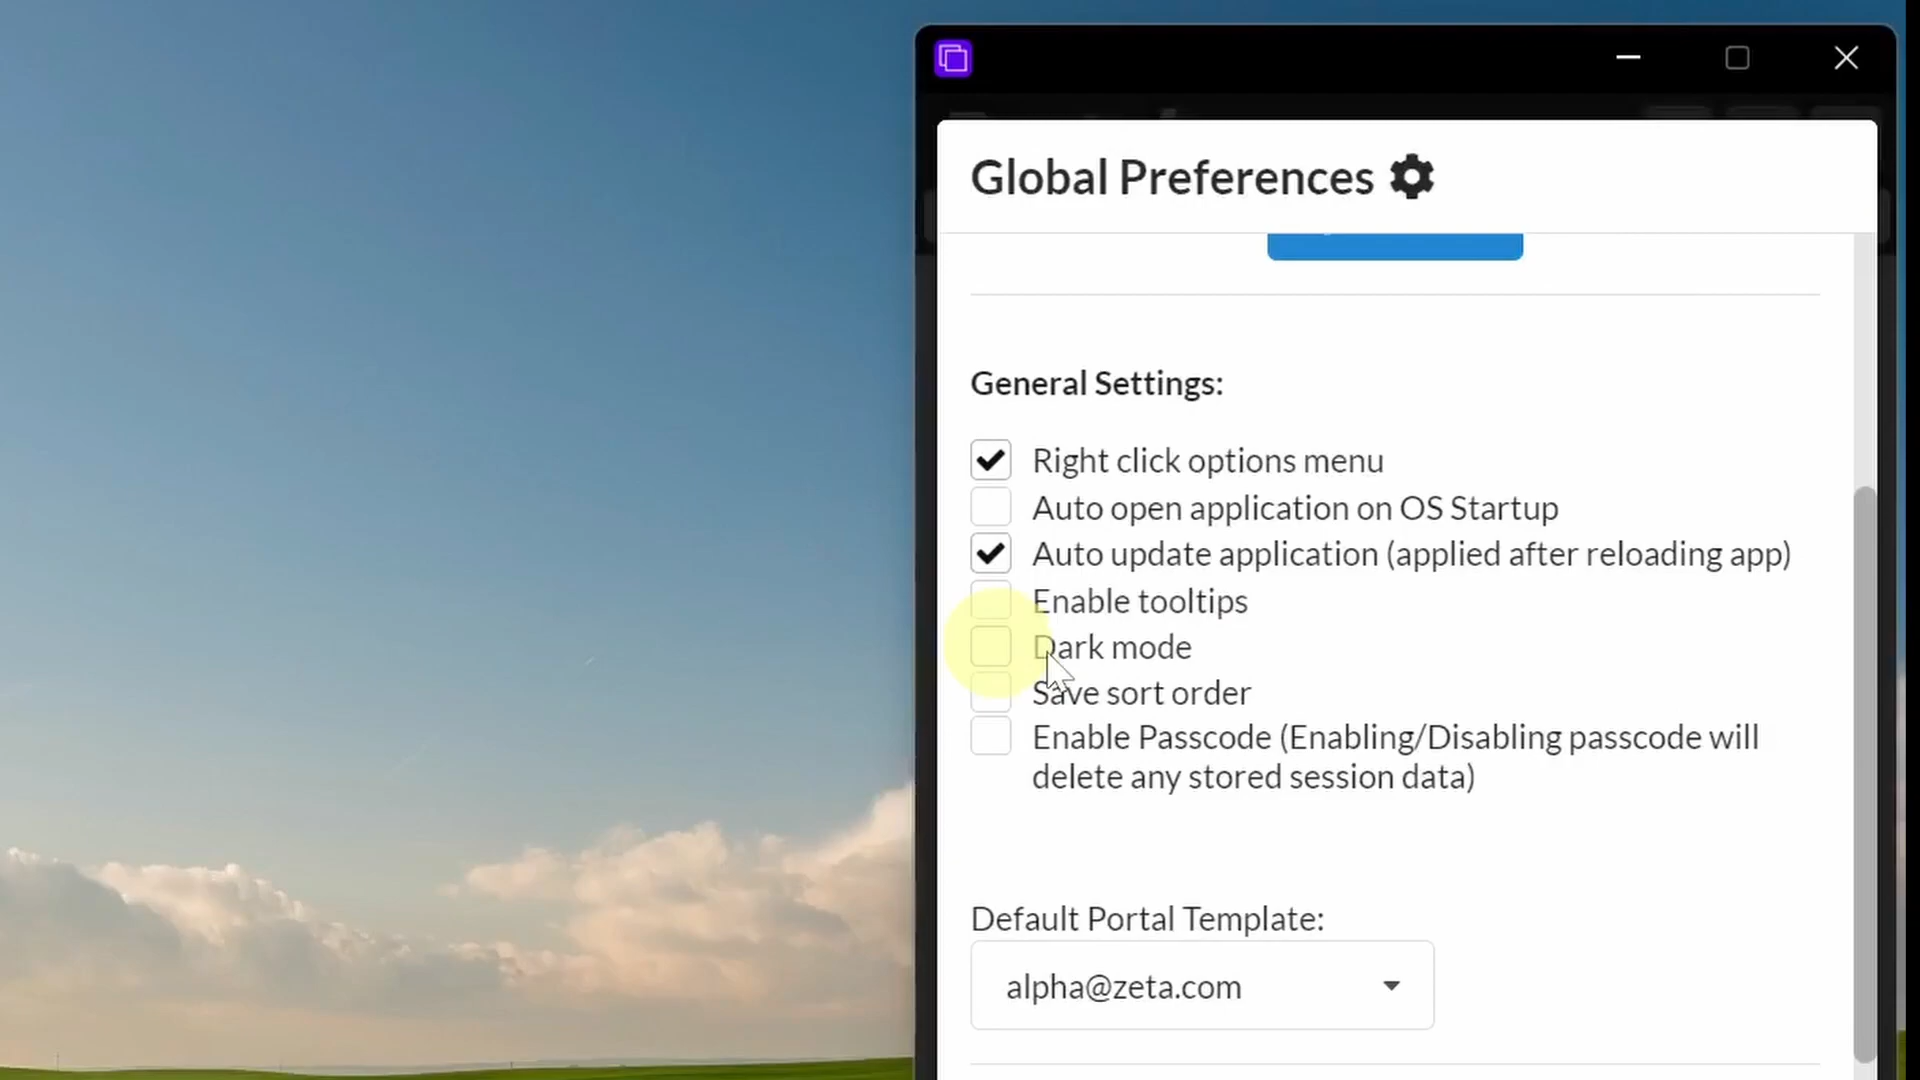 Global Preferences
General Settings:
Right click options menu
Auto open application on OS Startup
Auto update application (applied after reloading app)
Enable tooltips
Dark mode
Save sort order
Enable Passcode (Enabling/Disabling passcode will
delete any stored session data)
Default Portal Template:
alpha@zeta.com